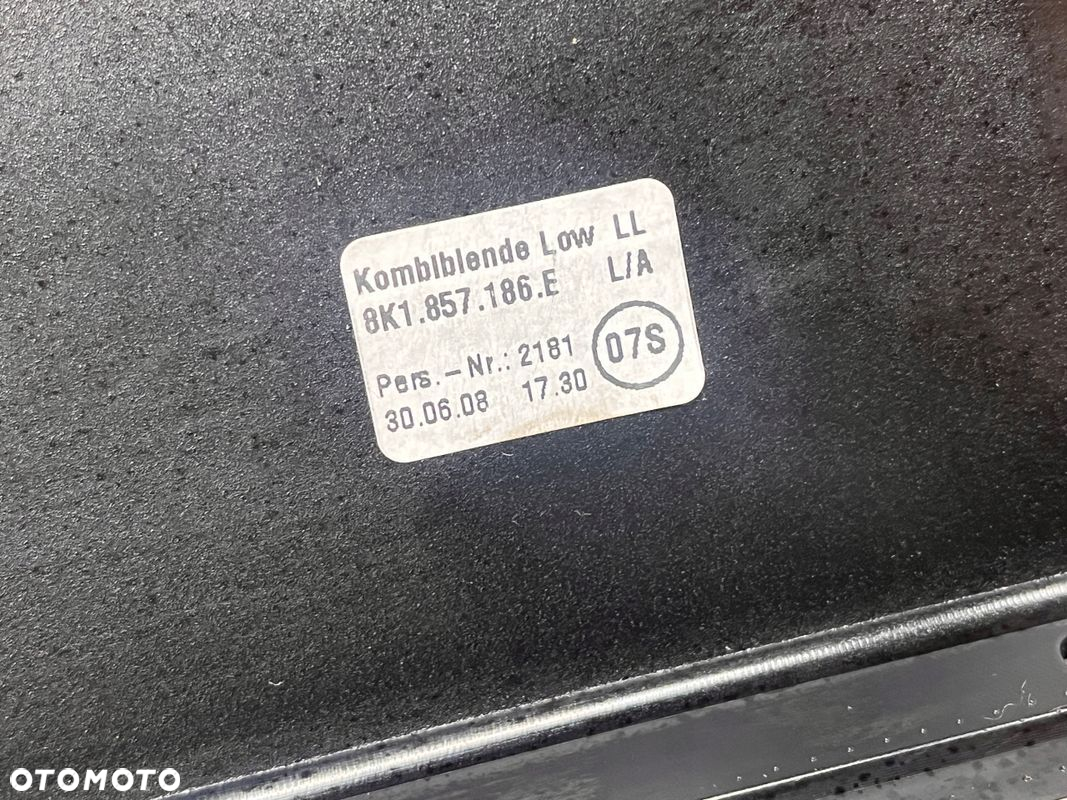 Kombiblende Low LL
8K1.857.186.E L/A
Pers.-Nr.: 2181
07S
30.06.08 17.30
OTOMOTO